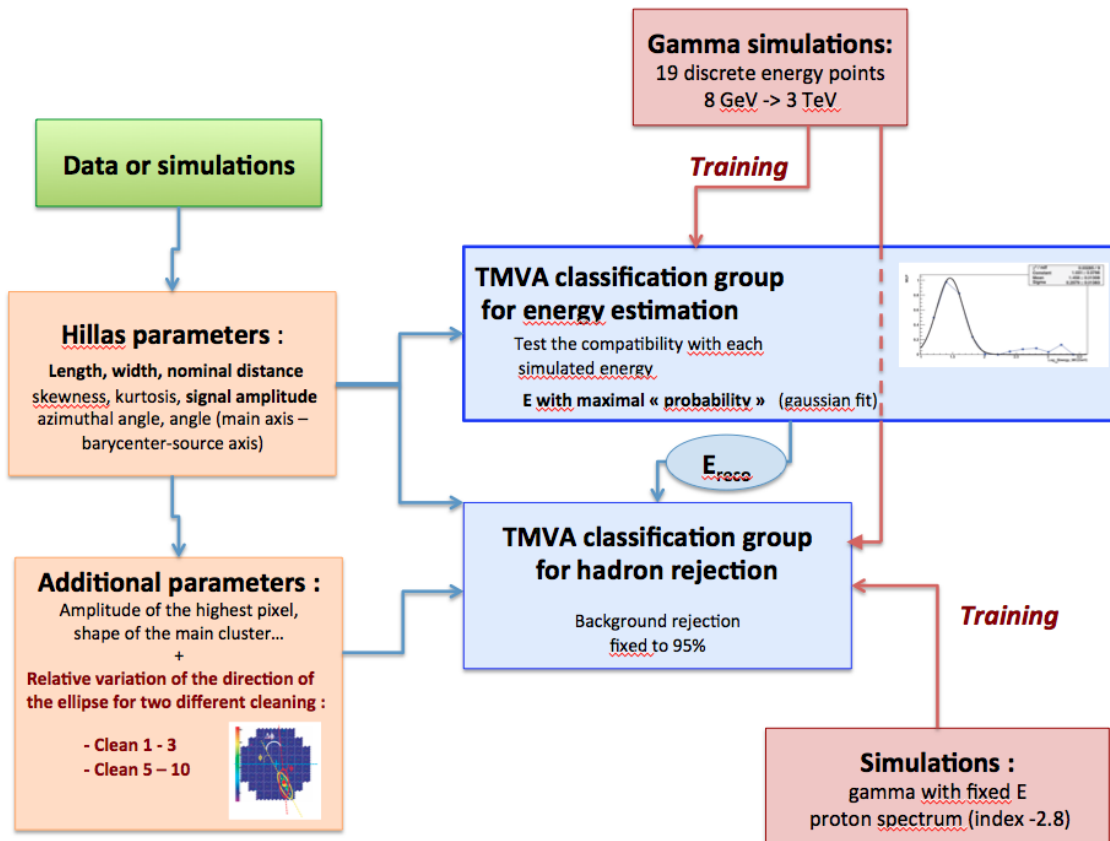 Gamma simulations:
19 discrete energy points
8 GeV -> 3 TeV
Data or simulations
Training
TMVA classification group
for energy estimation
Test the compatibility with each
simulated energy
E with maximal « probability » (gaussian fit)
Hillas parameters :
Length, width, nominal distance
skewness, kurtosis, signal amplitude
azimuthal angle, angle (main axis –
barycenter-source axis)
Ereco
TMVA classification group
for hadron rejection
Background rejection
fixed to 95%
Additional parameters :
Amplitude of the highest pixel,
shape of the main cluster...
+
Relative variation of the direction of
the ellipse for two different cleaning :
- Clean 1 - 3
- Clean 5 – 10
Training
Simulations :
gamma with fixed E
proton spectrum (index -2.8)